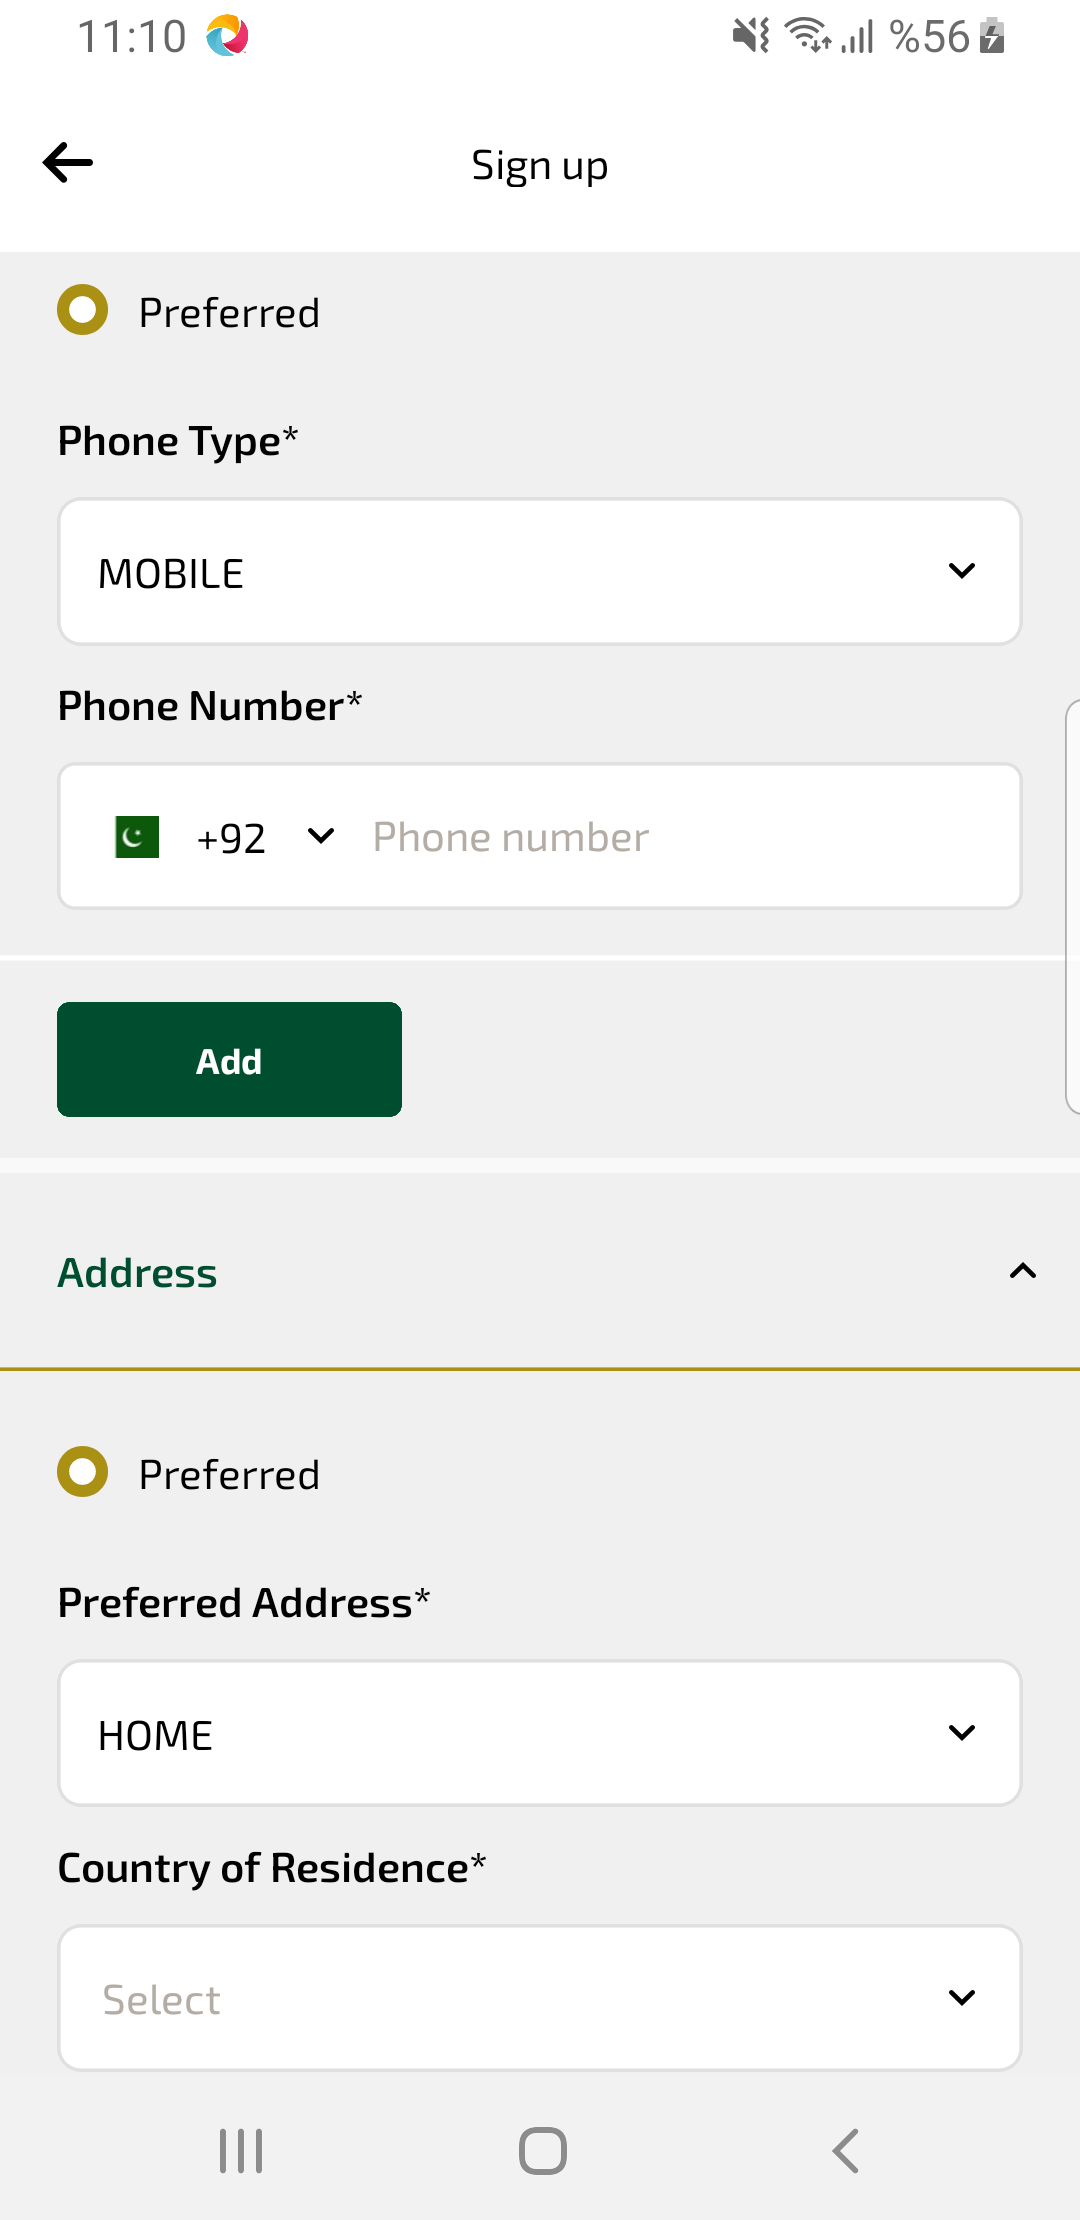 11:10 %56
Sign up
Preferred
Phone Type*
MOBILE
Phone Number*
+92 Phone number
Add
Address
Preferred
Preferred Address*
HOME
Country of Residence*
Select